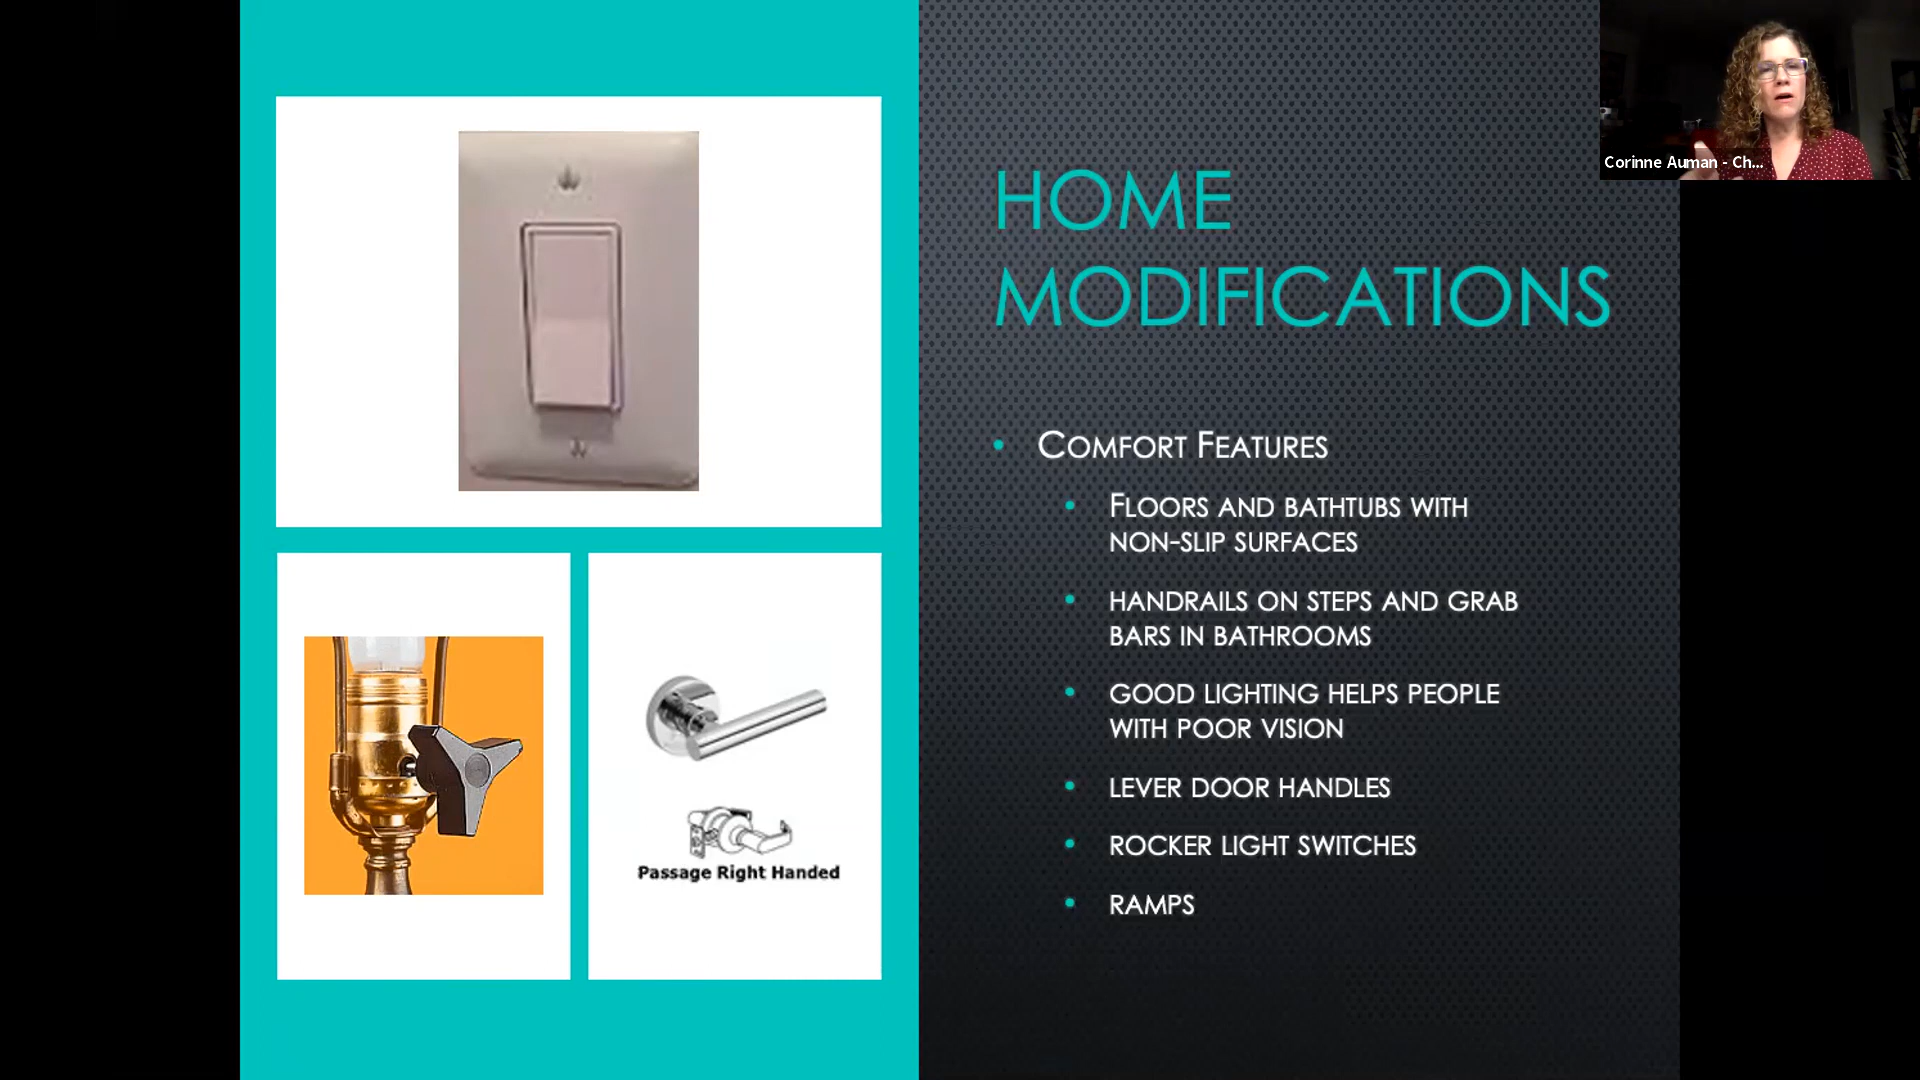 Corinne Auman - Ch...
HOME
MODIFICATIONS
• COMFORT FEATURES
• FLOORS AND BATHTUBS WITH
NON-SLIP SURFACES
• HANDRAILS ON STEPS AND GRAB
BARS IN BATHROOMS
• GOOD LIGHTING HELPS PEOPLE
WITH POOR VISION
• LEVER DOOR HANDLES
• ROCKER LIGHT SWITCHES
• RAMPS
Passage Right Handed